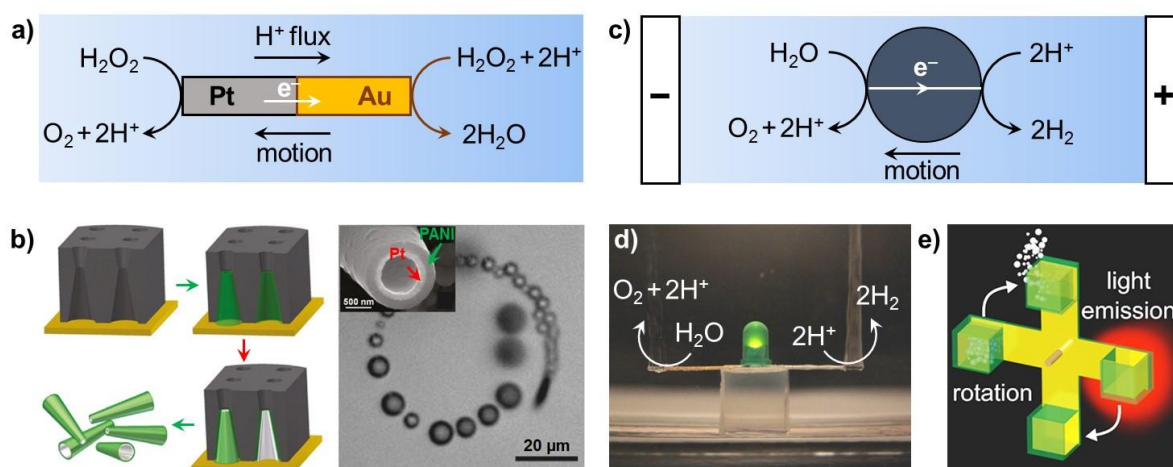 a)
H⁺ flux
H₂O₂
H₂O₂ + 2H⁺
Pt
e⁻
Au
O₂ + 2H⁺
motion
2H₂O
c)
H₂O
e⁻
2H⁺
−
+
O₂ + 2H⁺
2H₂
motion
b)
PANI
Pt
500 nm
20 µm
d)
O₂ + 2H⁺
H₂O
2H⁺
2H₂
e)
light
emission
rotation